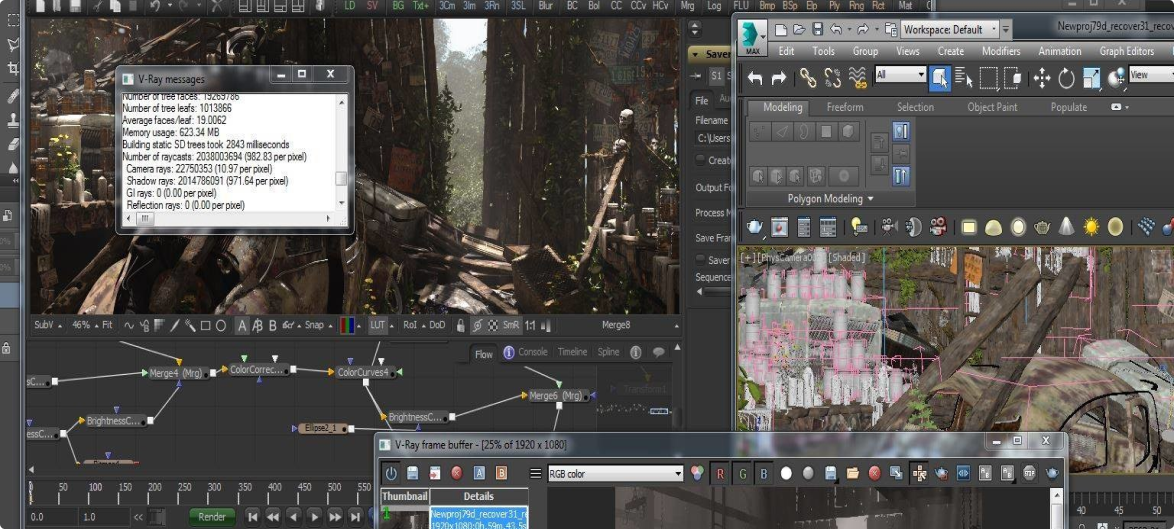 LD SV BG Txt+ 3Cm 3Im 3Rn 3SL Blur BC Bol CC CCv HCv Mrg Log FLU Bmp BSp Elp Ply Rng Rct Mat
V-Ray messages
Number of tree faces: 19269786
Number of tree leafs: 1013866
Average faces/leaf: 19.0062
Memory usage: 623.34 MB
Building static SD trees took 2843 milliseconds
Number of raycasts: 2038003694 (982.83 per pixel)
Camera rays: 22750353 (10.97 per pixel)
Shadow rays: 2014786091 (971.64 per pixel)
GI rays: 0 (0.00 per pixel)
Reflection rays: 0 (0.00 per pixel)
Saver
S1
File
Filename
C:\Users
Creat
Output Fo
Process M
Save Fra
Saver
Sequence
MAX
Workspace: Default
Newproj79d_recover31_reco
Edit Tools Group Views Create Modifiers Animation Graph Editors
All
View
Modeling Freeform Selection Object Paint Populate
Polygon Modeling
[+] [PhysCamera00 [Shaded]
SubV 46% Fit A B Snap LUT RoI DoD SmR 1:1 Merge8
Flow Console Timeline Spline
Merge4 (Mrg) ColorCorrec... ColorCurves4
Transform1
Merge6 (Mrg)
BrightnessC... BrightnessC...
Ellipse2_1
50 100 150 200 250 300 350 400 450 500 550
0.0 1.0 << Render
V-Ray frame buffer - [25% of 1920 x 1080]
A B RGB color R G B STOP
Thumbnail Details
1 Newproj79d_recover31_re
1920x1080;0h,59m,43.5s
40 45 50